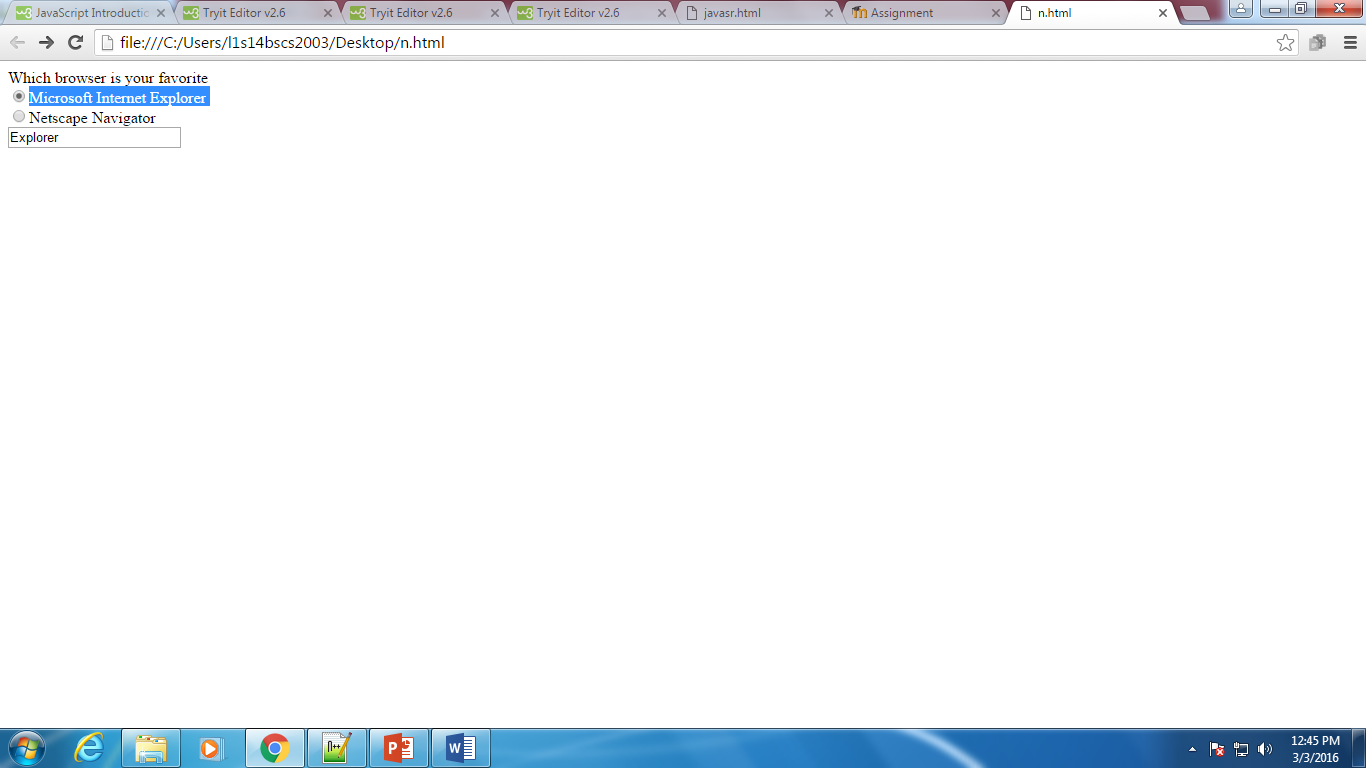 JavaScript Introductic
Tryit Editor v2.6
Tryit Editor v2.6
Tryit Editor v2.6
javasr.html
Assignment
n.html
file:///C:/Users/l1s14bscs2003/Desktop/n.html
Which browser is your favorite
Microsoft Internet Explorer
Netscape Navigator
Explorer
12:45 PM
3/3/2016